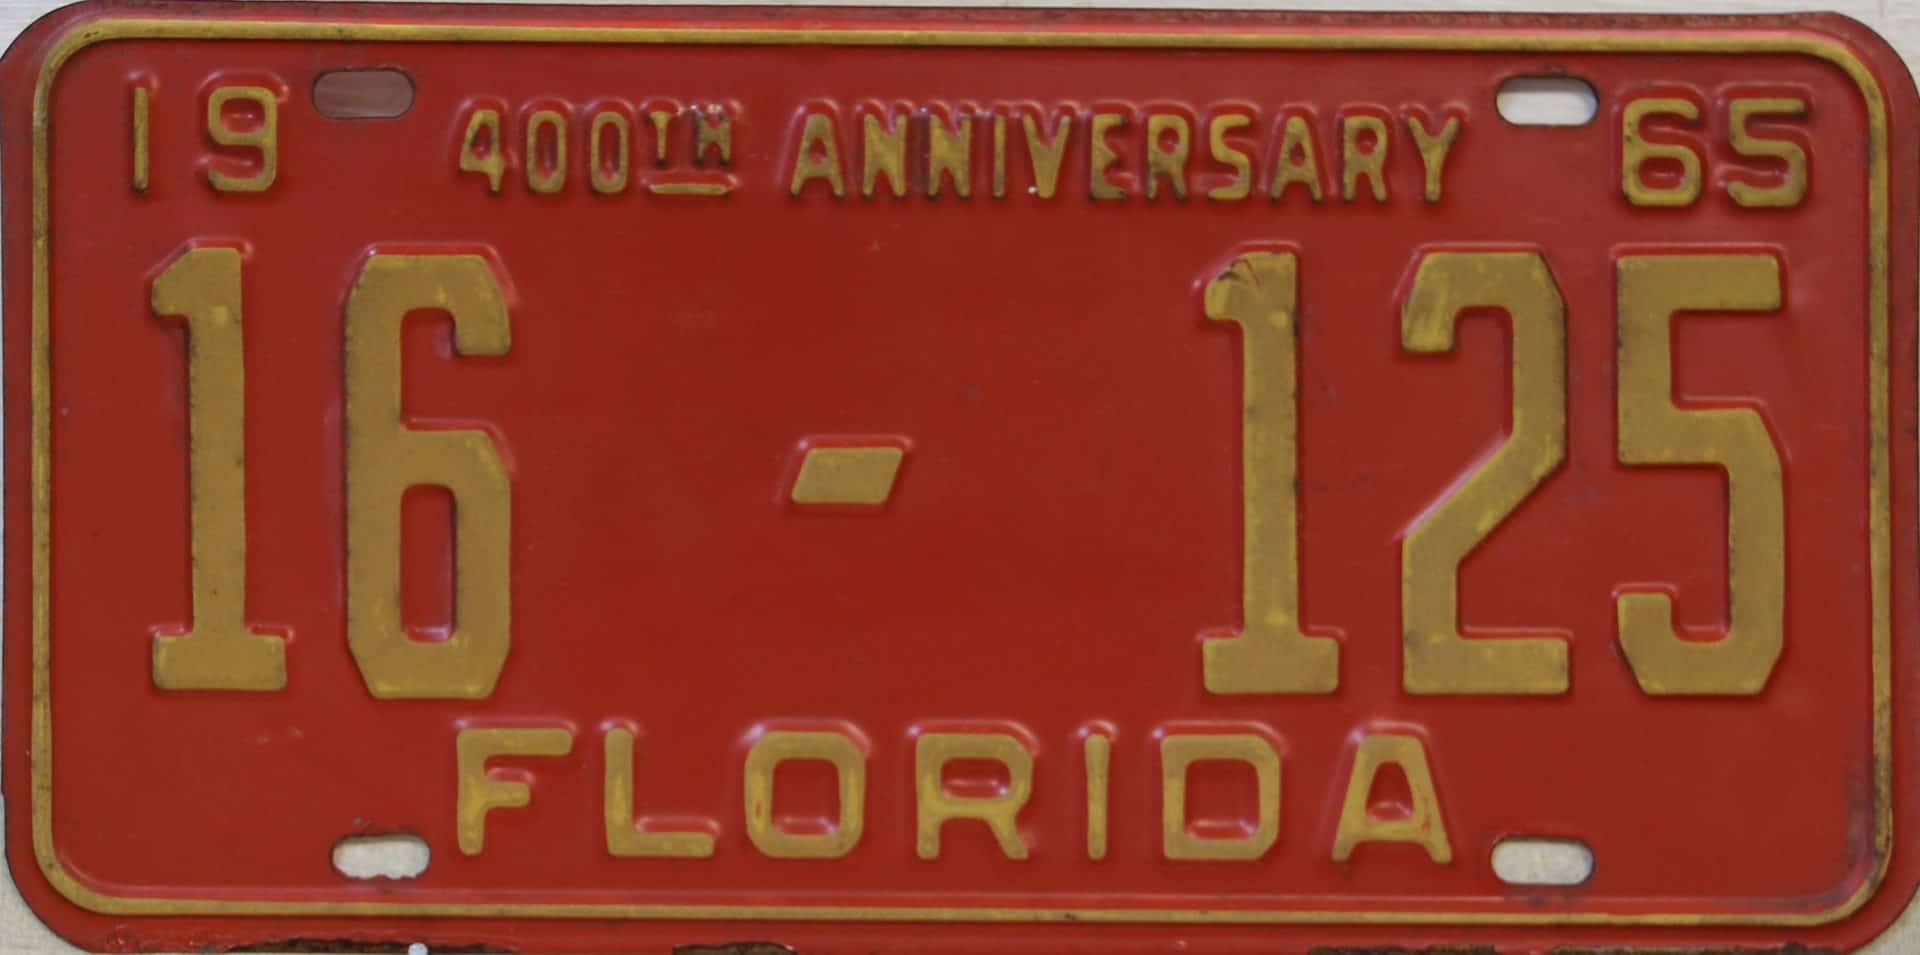 19 400TH ANNIVERSARY 65
16 - 125
FLORIDA